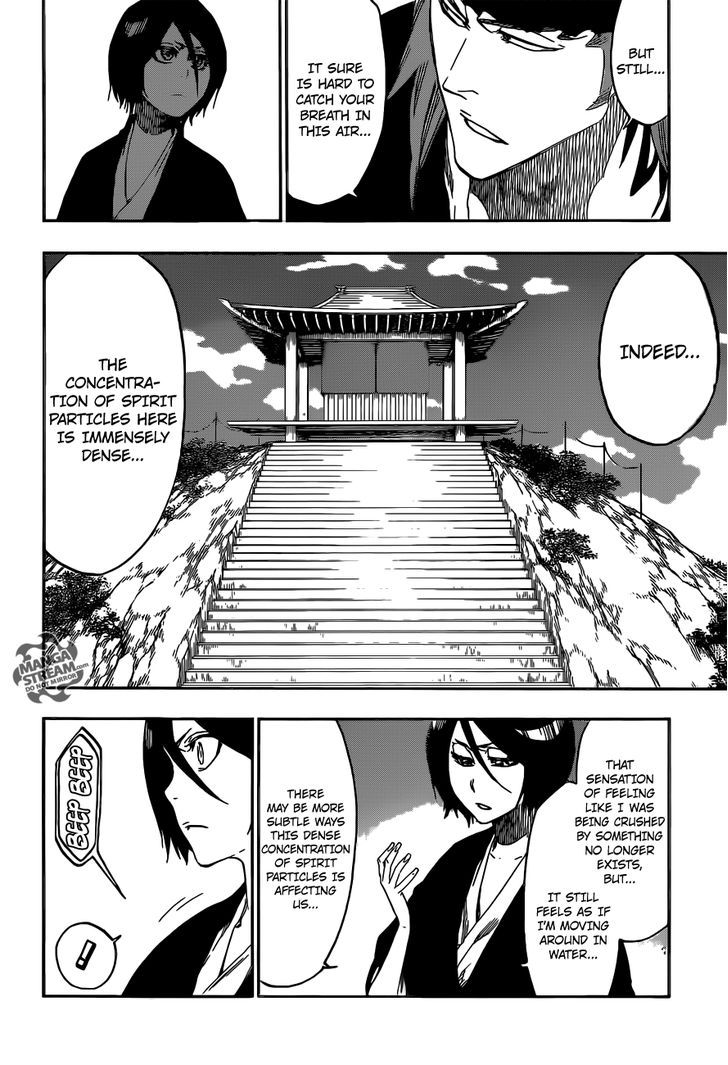 BUT
STILL...
IT SURE
IS HARD TO
CATCH YOUR
BREATH IN
THIS AIR...
INDEED...
THE
CONCENTRA-
TION OF SPIRIT
PARTICLES HERE
IS IMMENSELY
DENSE...
MANGA
STREAM.com
DO NOT MIRROR
THAT
SENSATION
OF FEELING
LIKE I WAS
BEING CRUSHED
BY SOMETHING
NO LONGER
EXISTS,
BUT...
IT STILL
FEELS AS IF
I'M MOVING
AROUND IN
WATER...
THERE
MAY BE MORE
SUBTLE WAYS
THIS DENSE
CONCENTRATION
OF SPIRIT
PARTICLES IS
AFFECTING
US...
BEEP BEEP
BEEP BEEP
!